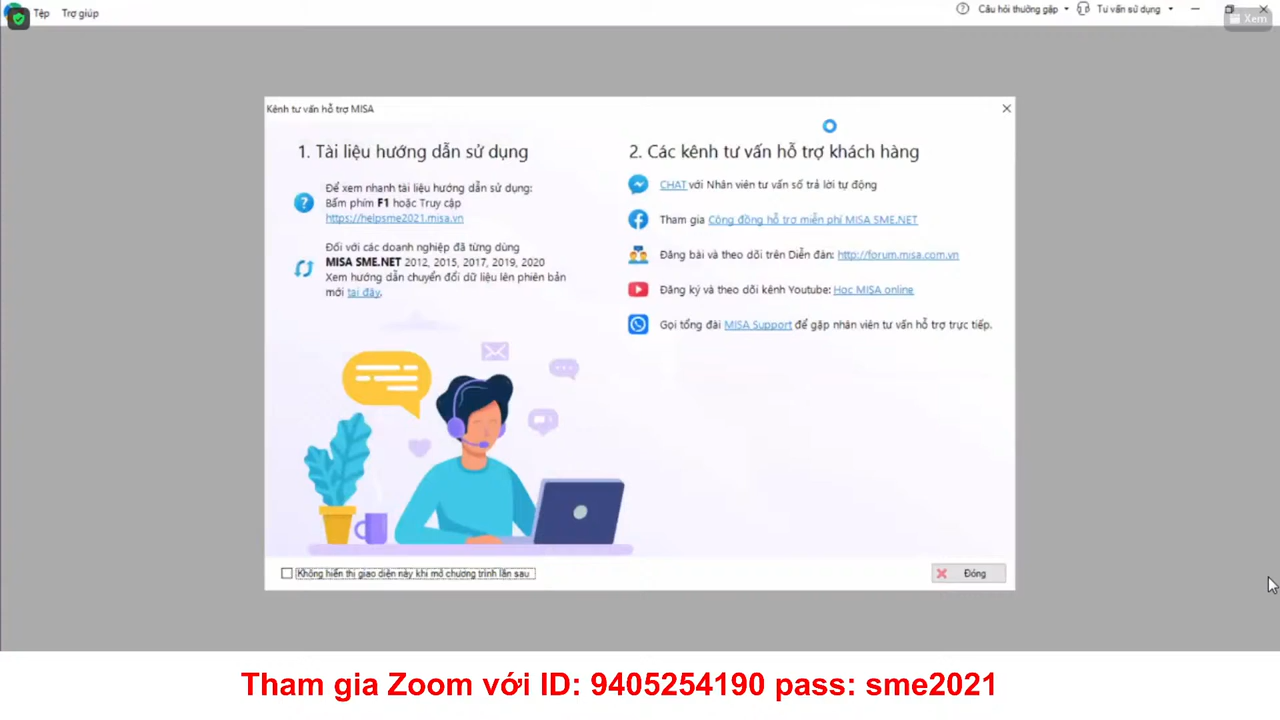 Tệp Trợ giúp
Câu hỏi thường gặp Tư vấn sử dụng
Xem
Kênh tư vấn hỗ trợ MISA
1. Tài liệu hướng dẫn sử dụng
Để xem nhanh tài liệu hướng dẫn sử dụng:
Bấm phím F1 hoặc Truy cập
https://helpsme2021.misa.vn
Đối với các doanh nghiệp đã từng dùng
MISA SME.NET 2012, 2015, 2017, 2019, 2020
Xem hướng dẫn chuyển đổi dữ liệu lên phiên bản
mới tại đây.
2. Các kênh tư vấn hỗ trợ khách hàng
CHAT với Nhân viên tư vấn số trả lời tự động
Tham gia Cộng đồng hỗ trợ miễn phí MISA SME.NET
Đăng bài và theo dõi trên Diễn đàn: http://forum.misa.com.vn
Đăng ký và theo dõi kênh Youtube: Học MISA online
Gọi tổng đài MISA Support để gặp nhân viên tư vấn hỗ trợ trực tiếp.
Không hiển thị giao diện này khi mở chương trình lần sau
Đóng
Tham gia Zoom với ID: 9405254190 pass: sme2021